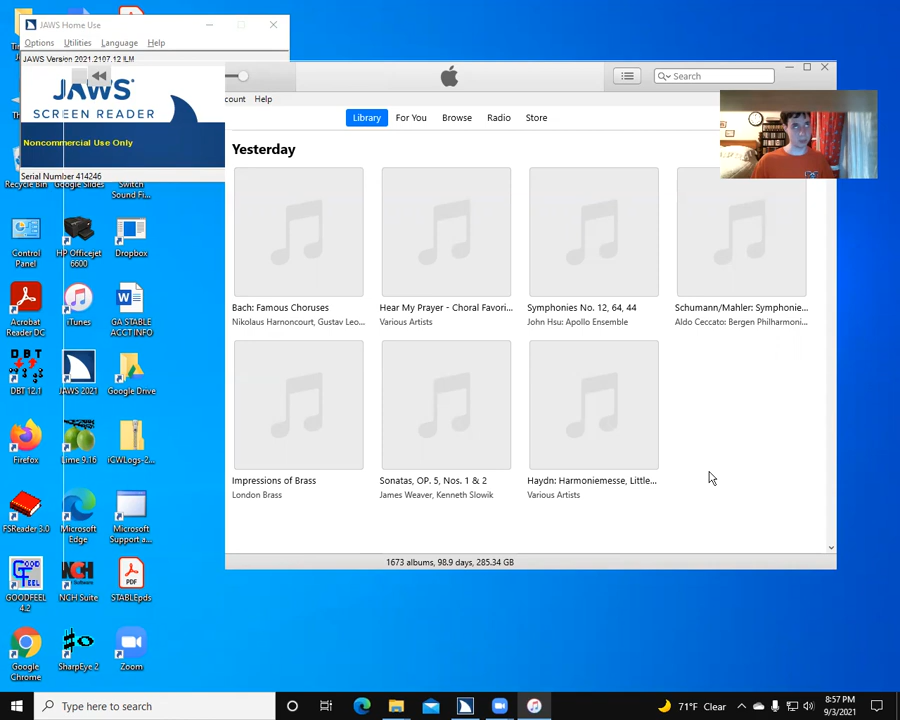 JAWS Home Use
Options Utilities Language Help
JAWS Version 2021.2107.12 ILM
JAWS®
SCREEN READER
Noncommercial Use Only
Serial Number 414246
Search
count Help
Library For You Browse Radio Store
Yesterday
Bach: Famous Choruses
Nikolaus Harnoncourt, Gustav Leo...
Hear My Prayer - Choral Favori...
Various Artists
Symphonies No. 12, 64, 44
John Hsu: Apollo Ensemble
Schumann/Mahler: Symphonie...
Aldo Ceccato: Bergen Philharmoni...
Impressions of Brass
London Brass
Sonatas, OP. 5, Nos. 1 & 2
James Weaver, Kenneth Slowik
Haydn: Harmoniemesse, Little...
Various Artists
1673 albums, 98.9 days, 285.34 GB
Recycle Bin
Google Slides
Switch
Sound Fi...
Control
Panel
HP Officejet
6600
Dropbox
Acrobat
Reader DC
iTunes
GA STABLE
ACCT INFO
DBT
DBT 12.1
JAWS 2021
Google Drive
Firefox
Lime 9.16
iCWLogs-2...
FSReader 3.0
Microsoft
Edge
Microsoft
Support a...
GOOD
FEEL
GOODFEEL
4.2
NCH
NCH Suite
PDF
STABLEpds
Google
Chrome
SharpEye 2
Zoom
Type here to search
71°F Clear
8:57 PM
9/3/2021